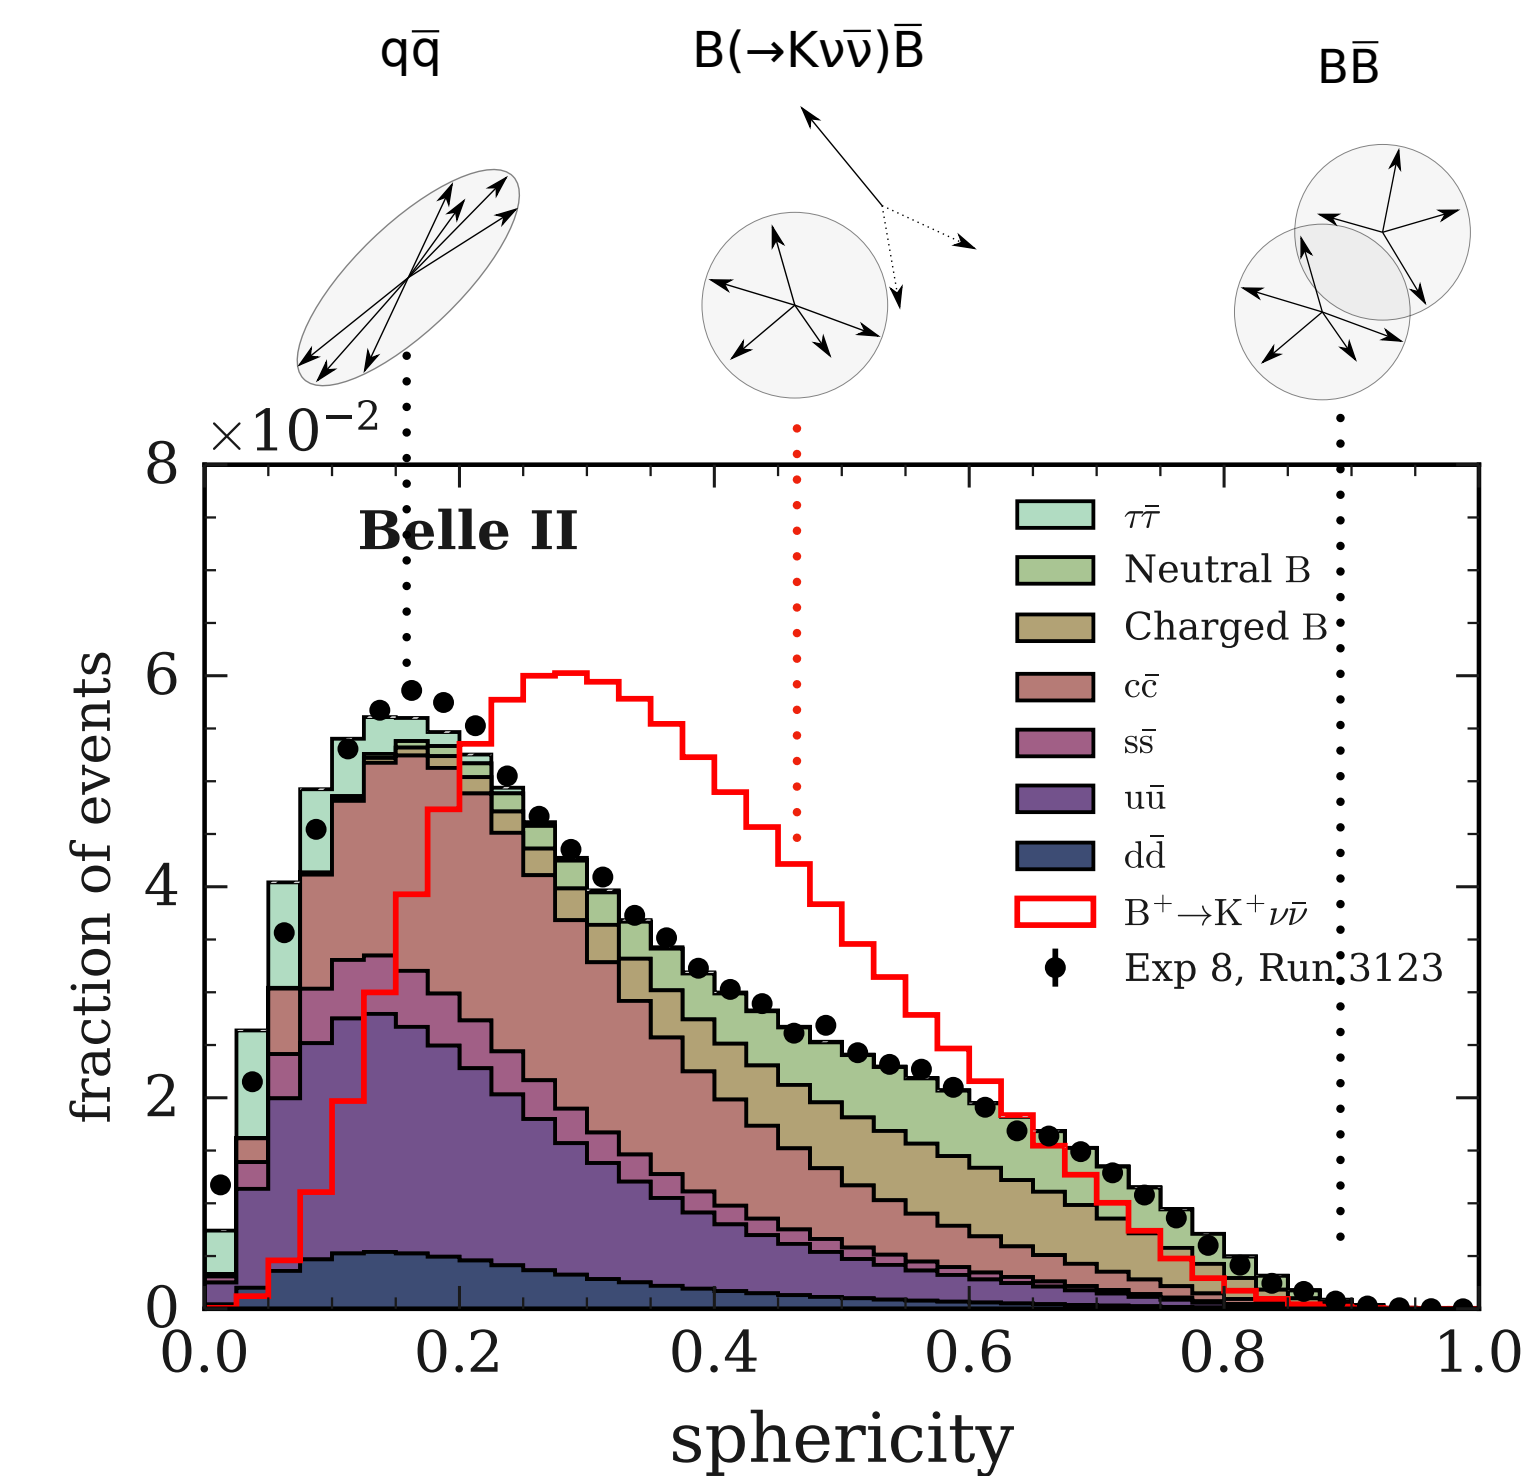 qq̅
B(→Kνν̅)B̅
BB̅
×10⁻²
8
6
4
2
0
Belle II
ττ̄
Neutral B
Charged B
cc̄
ss̄
uū
dd̄
B⁺→K⁺νν̄
Exp 8, Run 3123
fraction of events
0.0 0.2 0.4 0.6 0.8 1.0
sphericity